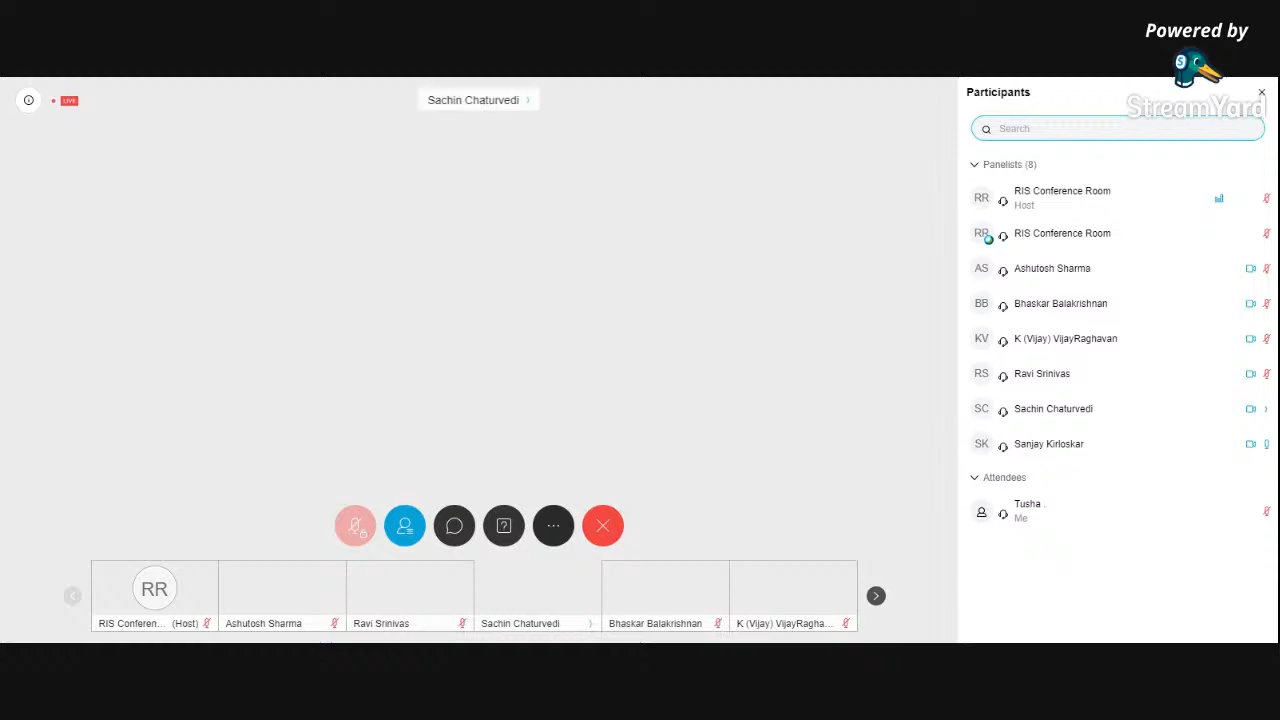 Powered by
StreamYard
LIVE
Sachin Chaturvedi
Participants
Search
Panelists (8)
RR
RIS Conference Room
Host
RR
RIS Conference Room
AS
Ashutosh Sharma
BB
Bhaskar Balakrishnan
KV
K (Vijay) VijayRaghavan
RS
Ravi Srinivas
SC
Sachin Chaturvedi
SK
Sanjay Kirloskar
Attendees
Tusha .
Me
RR
RIS Conferen... (Host)
Ashutosh Sharma
Ravi Srinivas
Sachin Chaturvedi
Bhaskar Balakrishnan
K (Vijay) VijayRagha...